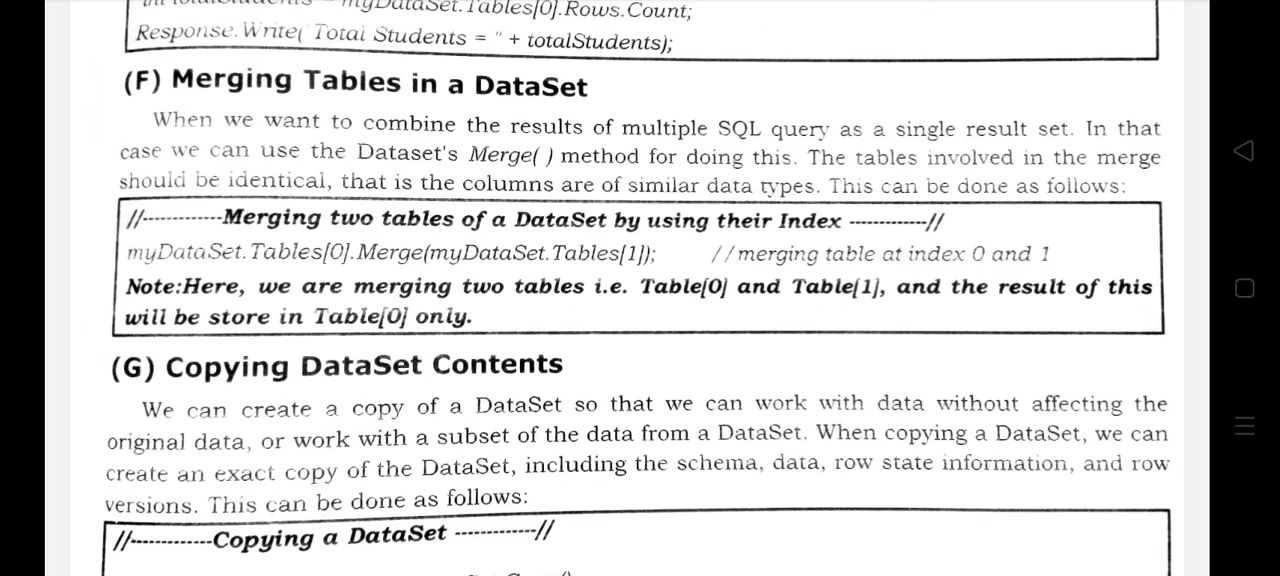 myDataSet.Tables[0].Rows.Count;
Response.Write( Total Students = " + totalStudents);
(F) Merging Tables in a DataSet
When we want to combine the results of multiple SQL query as a single result set. In that
case we can use the Dataset's Merge( ) method for doing this. The tables involved in the merge
should be identical, that is the columns are of similar data types. This can be done as follows:
//------------Merging two tables of a DataSet by using their Index ------------//
myDataSet.Tables[0].Merge(myDataSet.Tables[1]); //merging table at index 0 and 1
Note:Here, we are merging two tables i.e. Table[0] and Table[1], and the result of this
will be store in Table[0] only.
(G) Copying DataSet Contents
We can create a copy of a DataSet so that we can work with data without affecting the
original data, or work with a subset of the data from a DataSet. When copying a DataSet, we can
create an exact copy of the DataSet, including the schema, data, row state information, and row
versions. This can be done as follows:
//------------Copying a DataSet ------------//